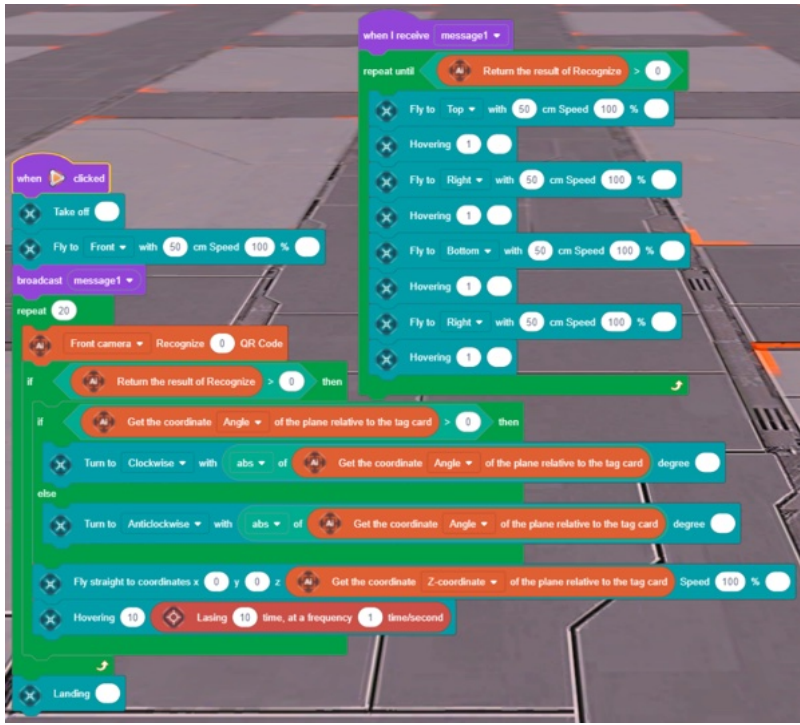 when I receive message1
repeat until AI Return the result of Recognize > 0
Fly to Top with 50 cm Speed 100 %
Hovering 1
Fly to Right with 50 cm Speed 100 %
Hovering 1
Fly to Bottom with 50 cm Speed 100 %
Hovering 1
Fly to Right with 50 cm Speed 100 %
Hovering 1
when clicked
Take off
Fly to Front with 50 cm Speed 100 %
broadcast message1
repeat 20
AI Front camera Recognize 0 QR Code
if AI Return the result of Recognize > 0 then
if AI Get the coordinate Angle of the plane relative to the tag card > 0 then
Turn to Clockwise with abs of AI Get the coordinate Angle of the plane relative to the tag card degree
else
Turn to Anticlockwise with abs of AI Get the coordinate Angle of the plane relative to the tag card degree
Fly straight to coordinates x 0 y 0 z AI Get the coordinate Z-coordinate of the plane relative to the tag card Speed 100 %
Hovering 10 Lasing 10 time, at a frequency 1 time/second
Landing